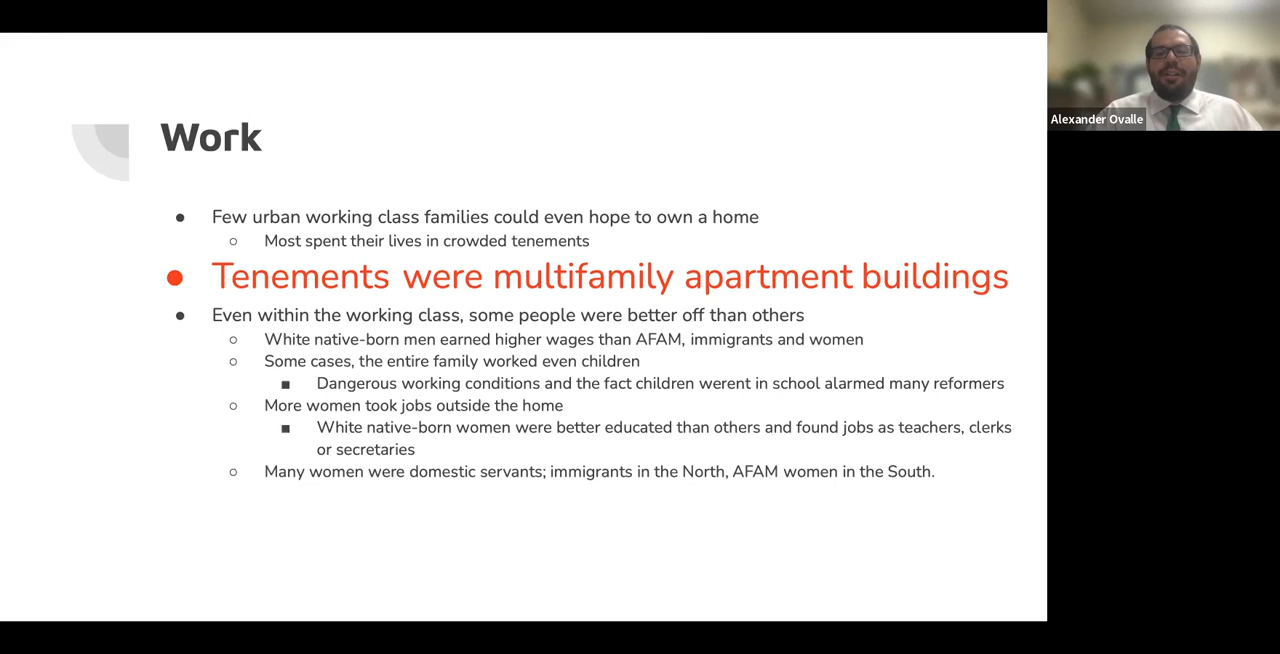 Work
Alexander Ovalle
● Few urban working class families could even hope to own a home
○ Most spent their lives in crowded tenements
● Tenements were multifamily apartment buildings
● Even within the working class, some people were better off than others
○ White native-born men earned higher wages than AFAM, immigrants and women
○ Some cases, the entire family worked even children
■ Dangerous working conditions and the fact children werent in school alarmed many reformers
○ More women took jobs outside the home
■ White native-born women were better educated than others and found jobs as teachers, clerks
or secretaries
○ Many women were domestic servants; immigrants in the North, AFAM women in the South.